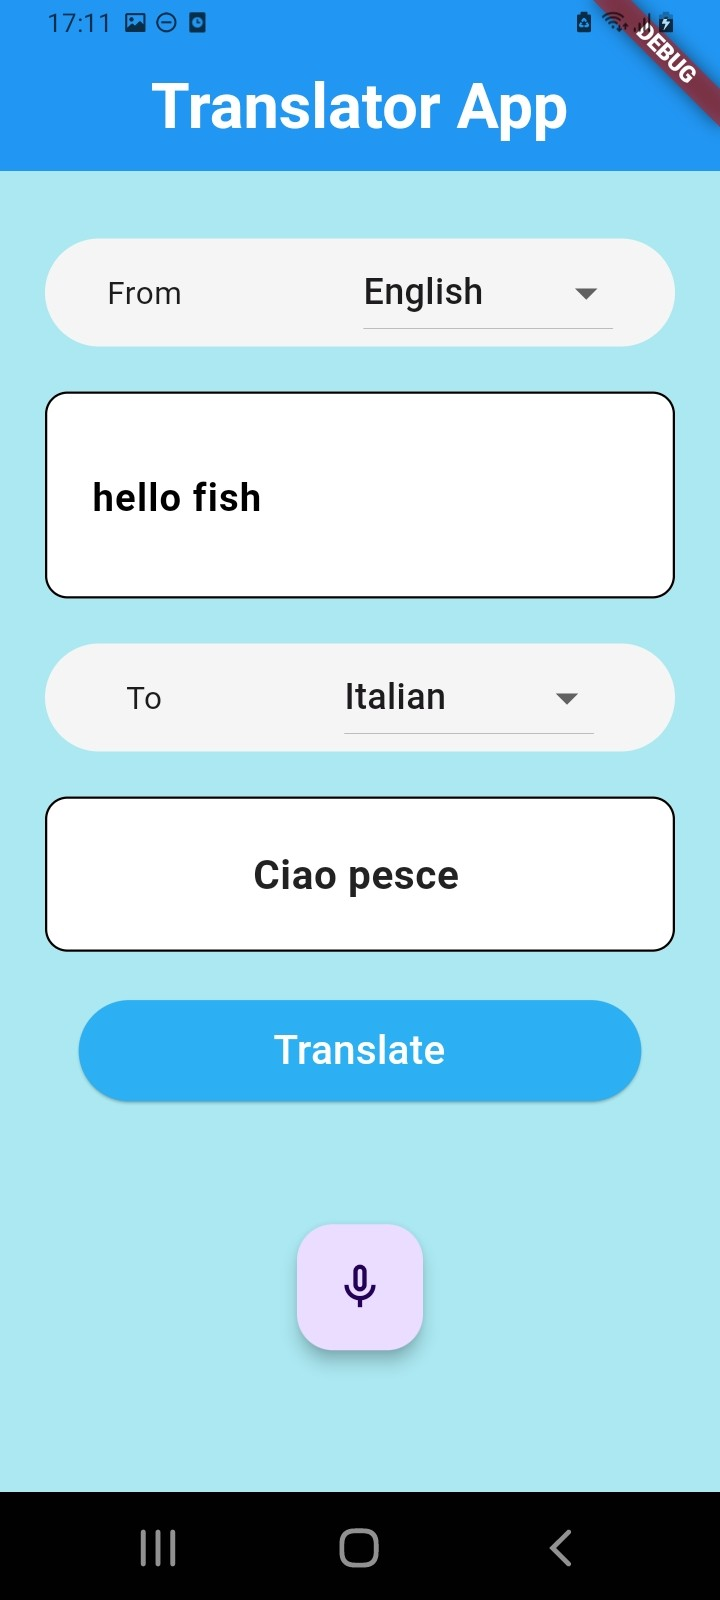 17:11
DEBUG
Translator App
From English
hello fish
To Italian
Ciao pesce
Translate